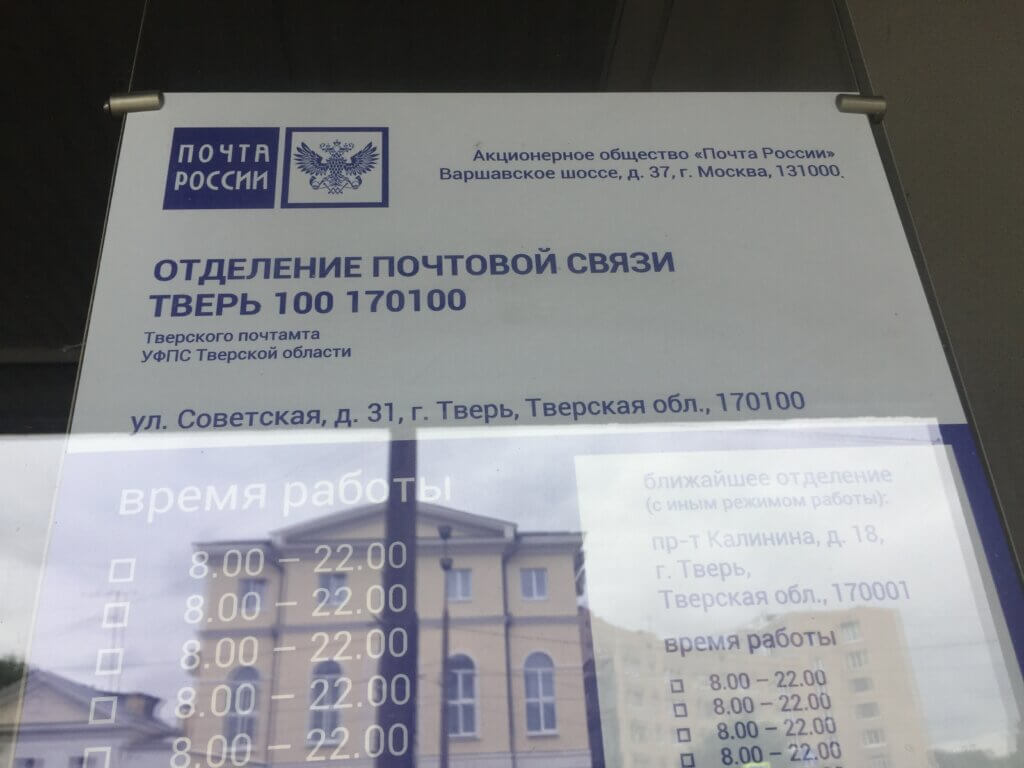 ПОЧТА
РОССИИ
Акционерное общество «Почта России»
Варшавское шоссе, д. 37, г. Москва, 131000.
ОТДЕЛЕНИЕ ПОЧТОВОЙ СВЯЗИ
ТВЕРЬ 100 170100
Тверского почтамта
УФПС Тверской области
ул. Советская, д. 31, г. Тверь, Тверская обл., 170100
время работы
8.00 – 22.00
8.00 – 22.00
8.00 – 22.00
8.00 – 22.00
8.00 – 22.00
ближайшее отделение
(с иным режимом работы):
пр-т Калинина, д. 18,
г. Тверь,
Тверская обл., 170001
время работы
8.00 – 22.00
8.00 – 22.00
8.00 – 22.00
8.00 – 22.00